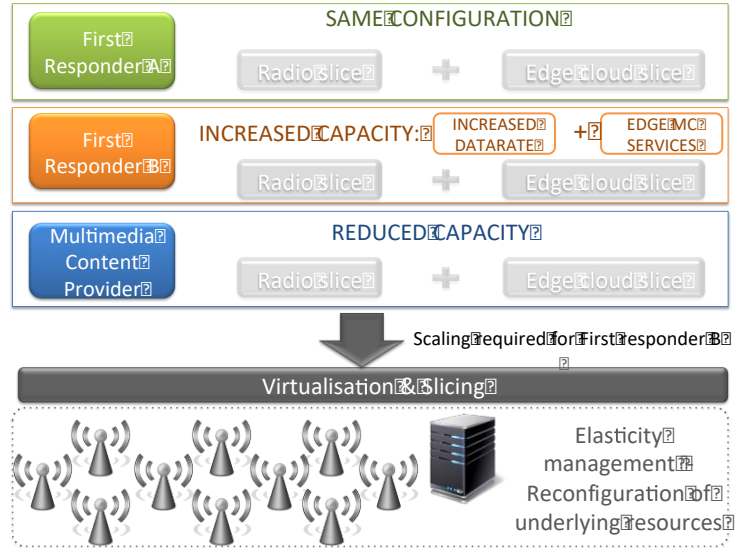 SAME CONFIGURATION
First
Responder A
Radio slice
Edge cloud slice
INCREASED CAPACITY:
INCREASED
DATARATE
+
EDGE MC
SERVICES
First
Responder B
Radio slice
Edge cloud slice
REDUCED CAPACITY
Multimedia
Content
Provider
Radio slice
Edge cloud slice
Scaling required for First responder B
Virtualisation & Slicing
Elasticity
management –
Reconfiguration of
underlying resources